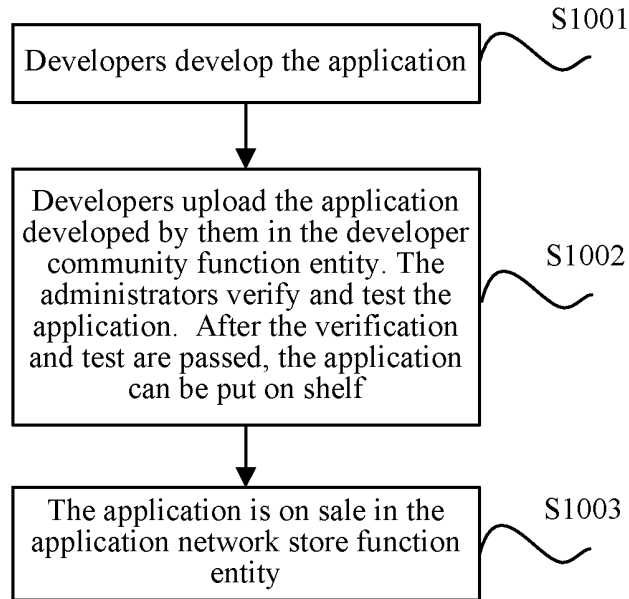 S1001
Developers develop the application
Developers upload the application
developed by them in the developer
community function entity. The
administrators verify and test the
application.  After the verification
and test are passed, the application
can be put on shelf
S1002
The application is on sale in the
application network store function
entity
S1003